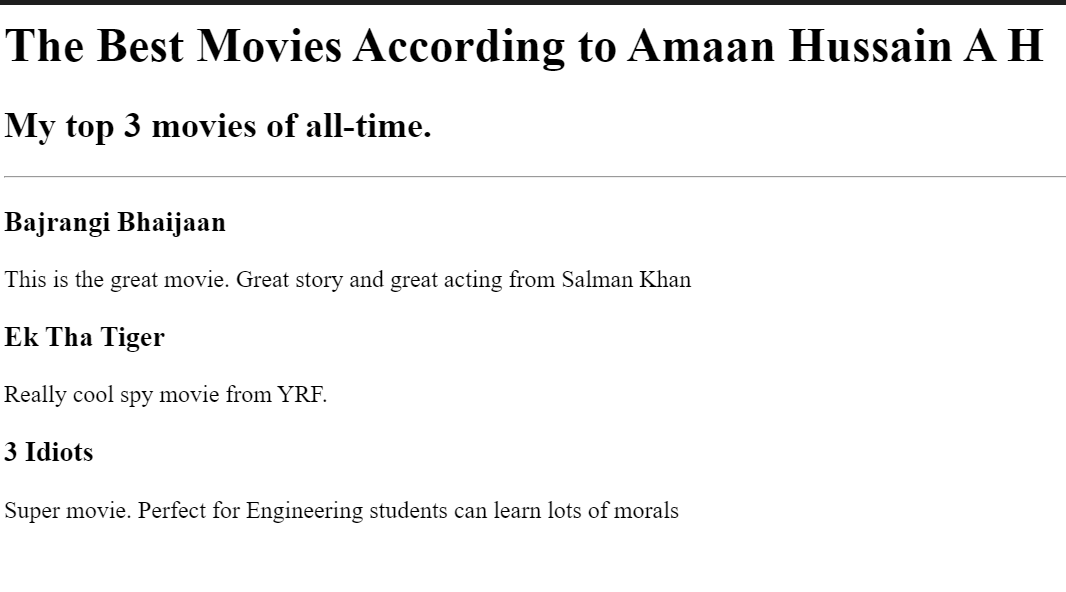 The Best Movies According to Amaan Hussain A H
My top 3 movies of all-time.
Bajrangi Bhaijaan
This is the great movie. Great story and great acting from Salman Khan
Ek Tha Tiger
Really cool spy movie from YRF.
3 Idiots
Super movie. Perfect for Engineering students can learn lots of morals